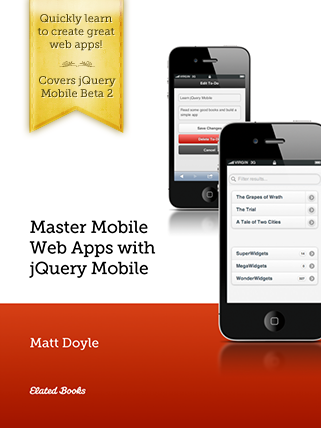 Quickly learn
to create great
web apps!
Covers jQuery
Mobile Beta 2
Edit To-Do
Learn jQuery Mobile
Read some good books and build a
simple app
Save Changes
Delete To-Do
Cancel
VIRGIN 3G
Filter results...
The Grapes of Wrath
The Trial
A Tale of Two Cities
SuperWidgets 14
MegaWidgets
WonderWidgets
Master Mobile
Web Apps with
jQuery Mobile
Matt Doyle
Elated Books